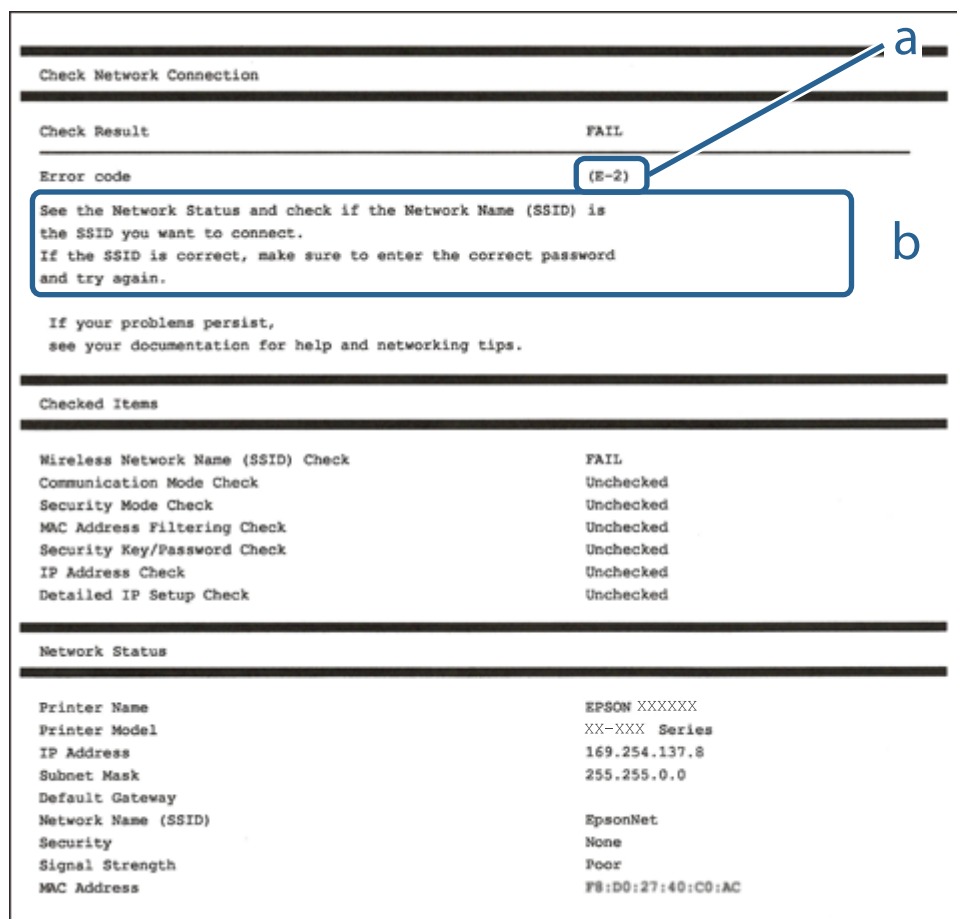 a
Check Network Connection
Check Result FAIL
Error code (E-2)
See the Network Status and check if the Network Name (SSID) is
the SSID you want to connect.
If the SSID is correct, make sure to enter the correct password
and try again.
b
If your problems persist,
see your documentation for help and networking tips.
Checked Items
Wireless Network Name (SSID) Check FAIL
Communication Mode Check Unchecked
Security Mode Check Unchecked
MAC Address Filtering Check Unchecked
Security Key/Password Check Unchecked
IP Address Check Unchecked
Detailed IP Setup Check Unchecked
Network Status
Printer Name EPSON XXXXXX
Printer Model XX-XXX Series
IP Address 169.254.137.8
Subnet Mask 255.255.0.0
Default Gateway
Network Name (SSID) EpsonNet
Security None
Signal Strength Poor
MAC Address F8:D0:27:40:C0:AC